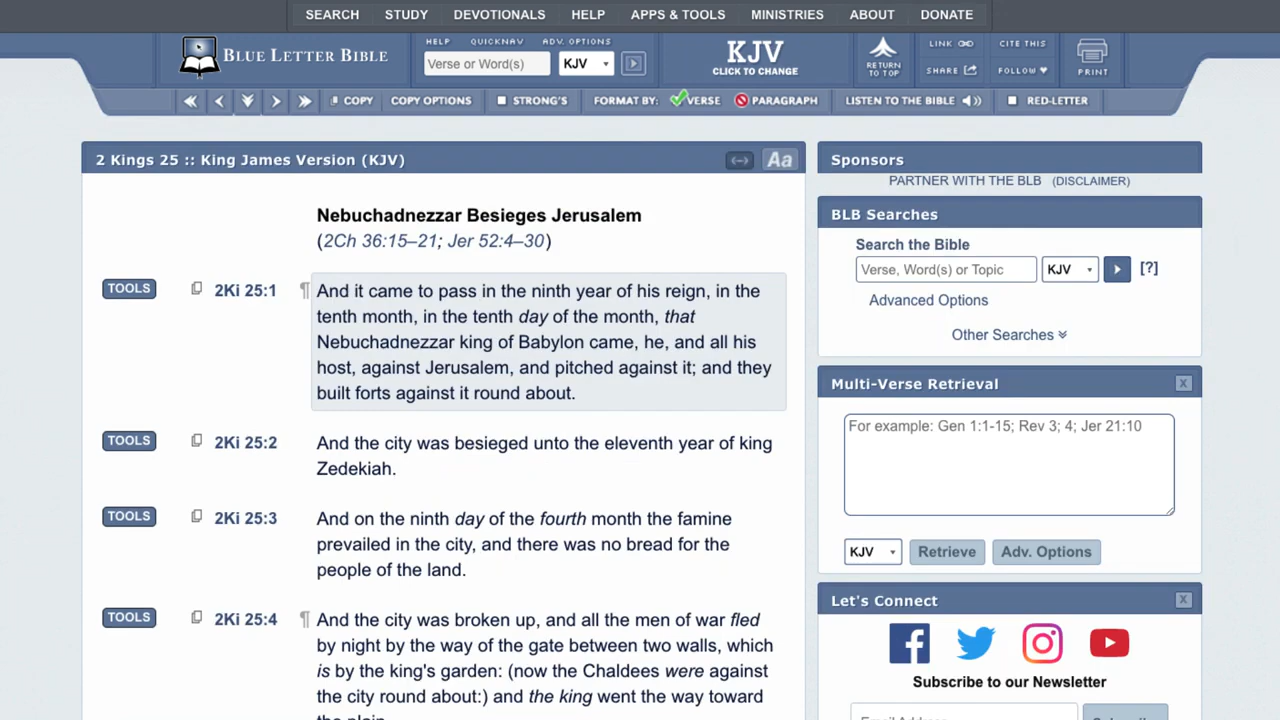 SEARCH STUDY DEVOTIONALS HELP APPS & TOOLS MINISTRIES ABOUT DONATE
BLUE LETTER BIBLE
HELP QUICKNAV ADV. OPTIONS
Verse or Word(s) KJV
KJV
CLICK TO CHANGE
RETURN
TO TOP
LINK CITE THIS
SHARE FOLLOW
PRINT
COPY COPY OPTIONS STRONG'S FORMAT BY: VERSE PARAGRAPH LISTEN TO THE BIBLE RED-LETTER
2 Kings 25 :: King James Version (KJV) Aa
Nebuchadnezzar Besieges Jerusalem
(2Ch 36:15–21; Jer 52:4–30)
TOOLS 2Ki 25:1 ¶ And it came to pass in the ninth year of his reign, in the
tenth month, in the tenth day of the month, that
Nebuchadnezzar king of Babylon came, he, and all his
host, against Jerusalem, and pitched against it; and they
built forts against it round about.
TOOLS 2Ki 25:2 And the city was besieged unto the eleventh year of king
Zedekiah.
TOOLS 2Ki 25:3 And on the ninth day of the fourth month the famine
prevailed in the city, and there was no bread for the
people of the land.
TOOLS 2Ki 25:4 ¶ And the city was broken up, and all the men of war fled
by night by the way of the gate between two walls, which
is by the king's garden: (now the Chaldees were against
the city round about:) and the king went the way toward
the plain.
Sponsors
PARTNER WITH THE BLB (DISCLAIMER)
BLB Searches
Search the Bible
Verse, Word(s) or Topic KJV [?]
Advanced Options
Other Searches
Multi-Verse Retrieval X
For example: Gen 1:1-15; Rev 3; 4; Jer 21:10
KJV Retrieve Adv. Options
Let's Connect X
Subscribe to our Newsletter
Email Address Subscribe